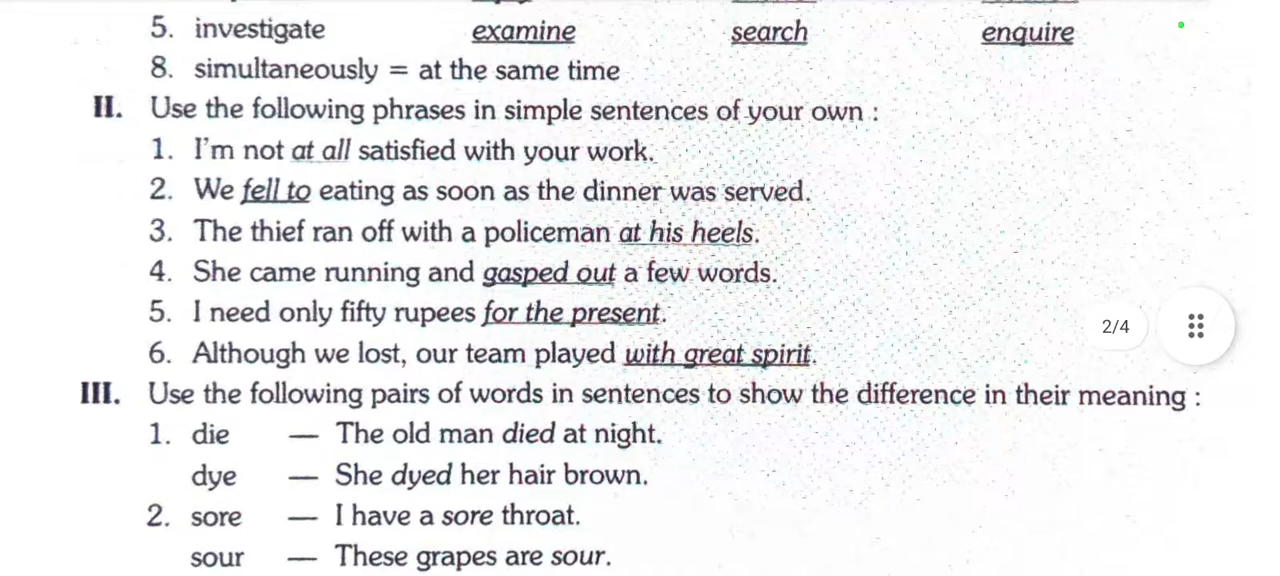 5. investigate examine search enquire
8. simultaneously = at the same time
II. Use the following phrases in simple sentences of your own :
1. I'm not at all satisfied with your work.
2. We fell to eating as soon as the dinner was served.
3. The thief ran off with a policeman at his heels.
4. She came running and gasped out a few words.
5. I need only fifty rupees for the present.
2/4
6. Although we lost, our team played with great spirit.
III. Use the following pairs of words in sentences to show the difference in their meaning :
1. die — The old man died at night.
dye — She dyed her hair brown.
2. sore — I have a sore throat.
sour — These grapes are sour.